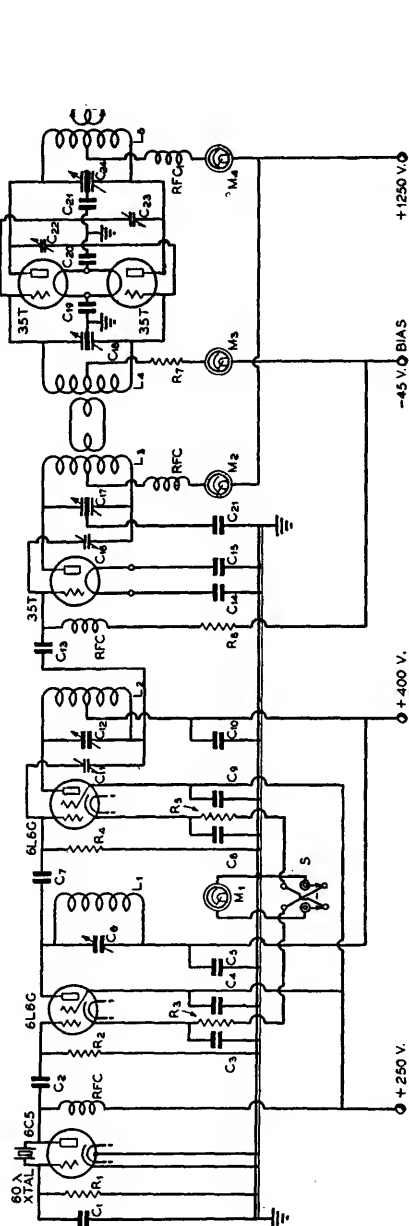 60 λ
XTAL
6C5
C1
R1
RFC
C2
R2
6L6G
C3
R3
C4
C5
C6
L1
C7
R4
6L6G
C8
R5
C9
C10
C11
C12
L2
M1
S
C13
RFC
35T
C14
C15
C16
C17
C21
L3
RFC
M2
L4
C18
R7
M3
35T
35T
C19
C20
C22
C23
C21
C24
L5
RFC
M4
+250 V.
+400 V.
-45 V. BIAS
+1250 V.